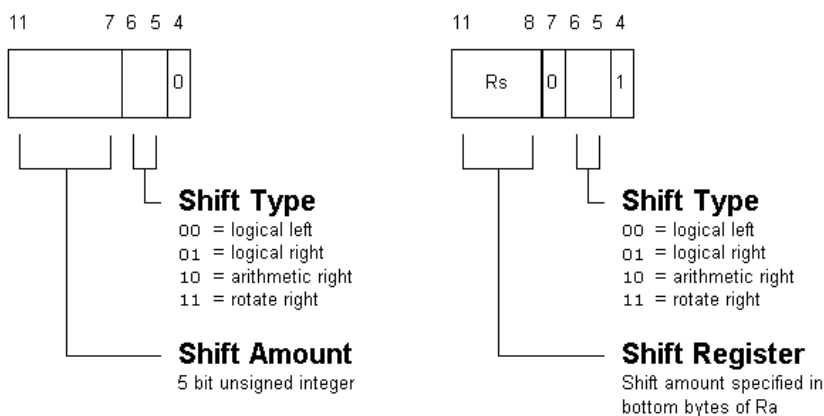 11 7 6 5 4
0
Shift Type
00 = logical left
01 = logical right
10 = arithmetic right
11 = rotate right
Shift Amount
5 bit unsigned integer
11 8 7 6 5 4
Rs 0 1
Shift Type
00 = logical left
01 = logical right
10 = arithmetic right
11 = rotate right
Shift Register
Shift amount specified in
bottom bytes of Ra